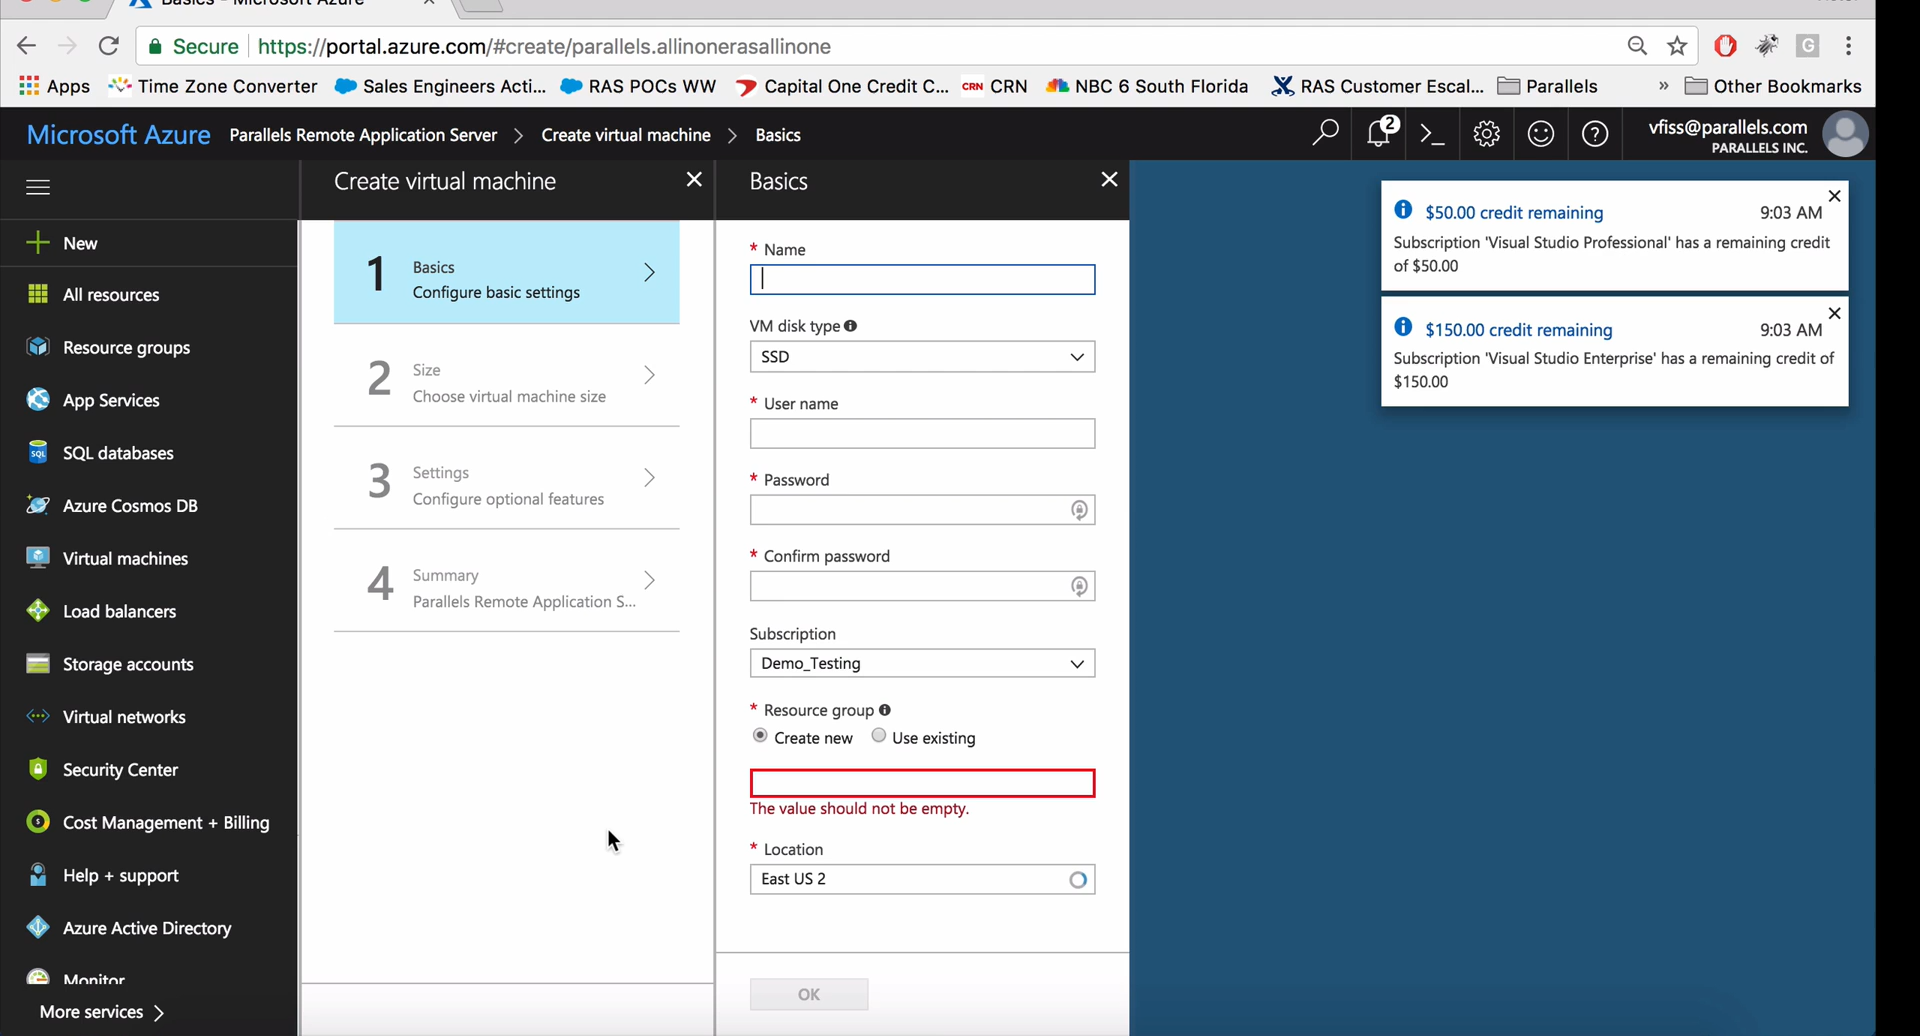 Basics - Microsoft Azure
Secure
https://portal.azure.com/#create/parallels.allinonerasallinone
G
Apps
Time Zone Converter
Sales Engineers Acti...
RAS POCs WW
Capital One Credit C...
CRN
CRN
NBC 6 South Florida
RAS Customer Escal...
Parallels
»
Other Bookmarks
Microsoft Azure
Parallels Remote Application Server
Create virtual machine
Basics
2
vfiss@parallels.com
PARALLELS INC.
New
All resources
Resource groups
App Services
SQL
SQL databases
Azure Cosmos DB
Virtual machines
Load balancers
Storage accounts
Virtual networks
Security Center
Cost Management + Billing
Help + support
Azure Active Directory
Monitor
More services
Create virtual machine
1
Basics
Configure basic settings
2
Size
Choose virtual machine size
3
Settings
Configure optional features
4
Summary
Parallels Remote Application S...
Basics
* Name
VM disk type
SSD
* User name
* Password
* Confirm password
Subscription
Demo_Testing
* Resource group
Create new
Use existing
The value should not be empty.
* Location
East US 2
OK
$50.00 credit remaining
9:03 AM
Subscription 'Visual Studio Professional' has a remaining credit
of $50.00
$150.00 credit remaining
9:03 AM
Subscription 'Visual Studio Enterprise' has a remaining credit of
$150.00